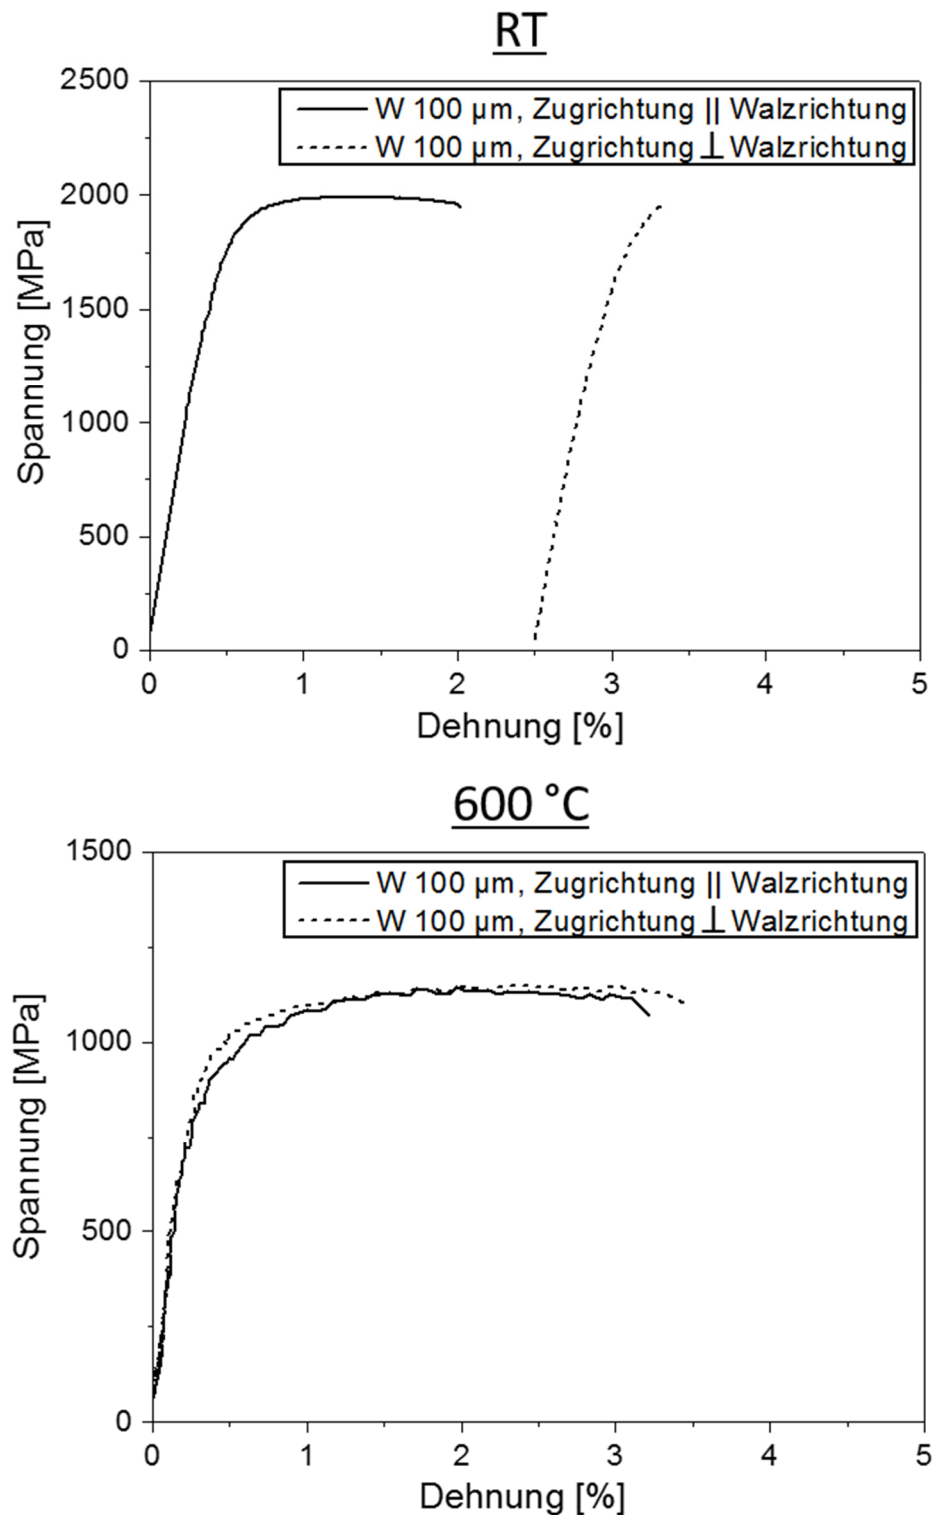 RT
2500
W 100 µm, Zugrichtung || Walzrichtung
W 100 µm, Zugrichtung ⊥ Walzrichtung
2000
1500
1000
500
0
Spannung [MPa]
0 1 2 3 4 5
Dehnung [%]
600 °C
1500
W 100 µm, Zugrichtung || Walzrichtung
W 100 µm, Zugrichtung ⊥ Walzrichtung
1000
500
0
Spannung [MPa]
0 1 2 3 4 5
Dehnung [%]